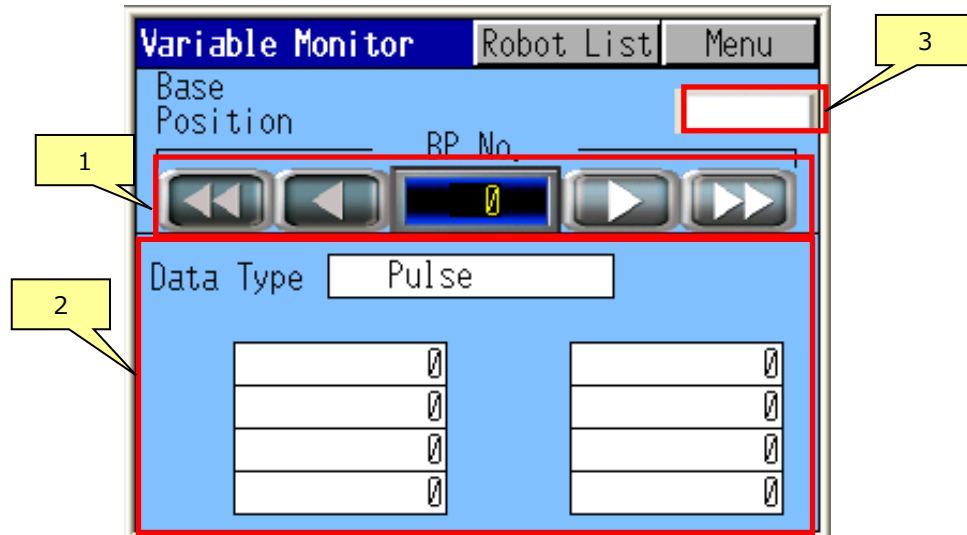 Variable Monitor Robot List Menu
3
Base
Position
BP No.
1
0
Data Type Pulse
2
0 0
0 0
0 0
0 0